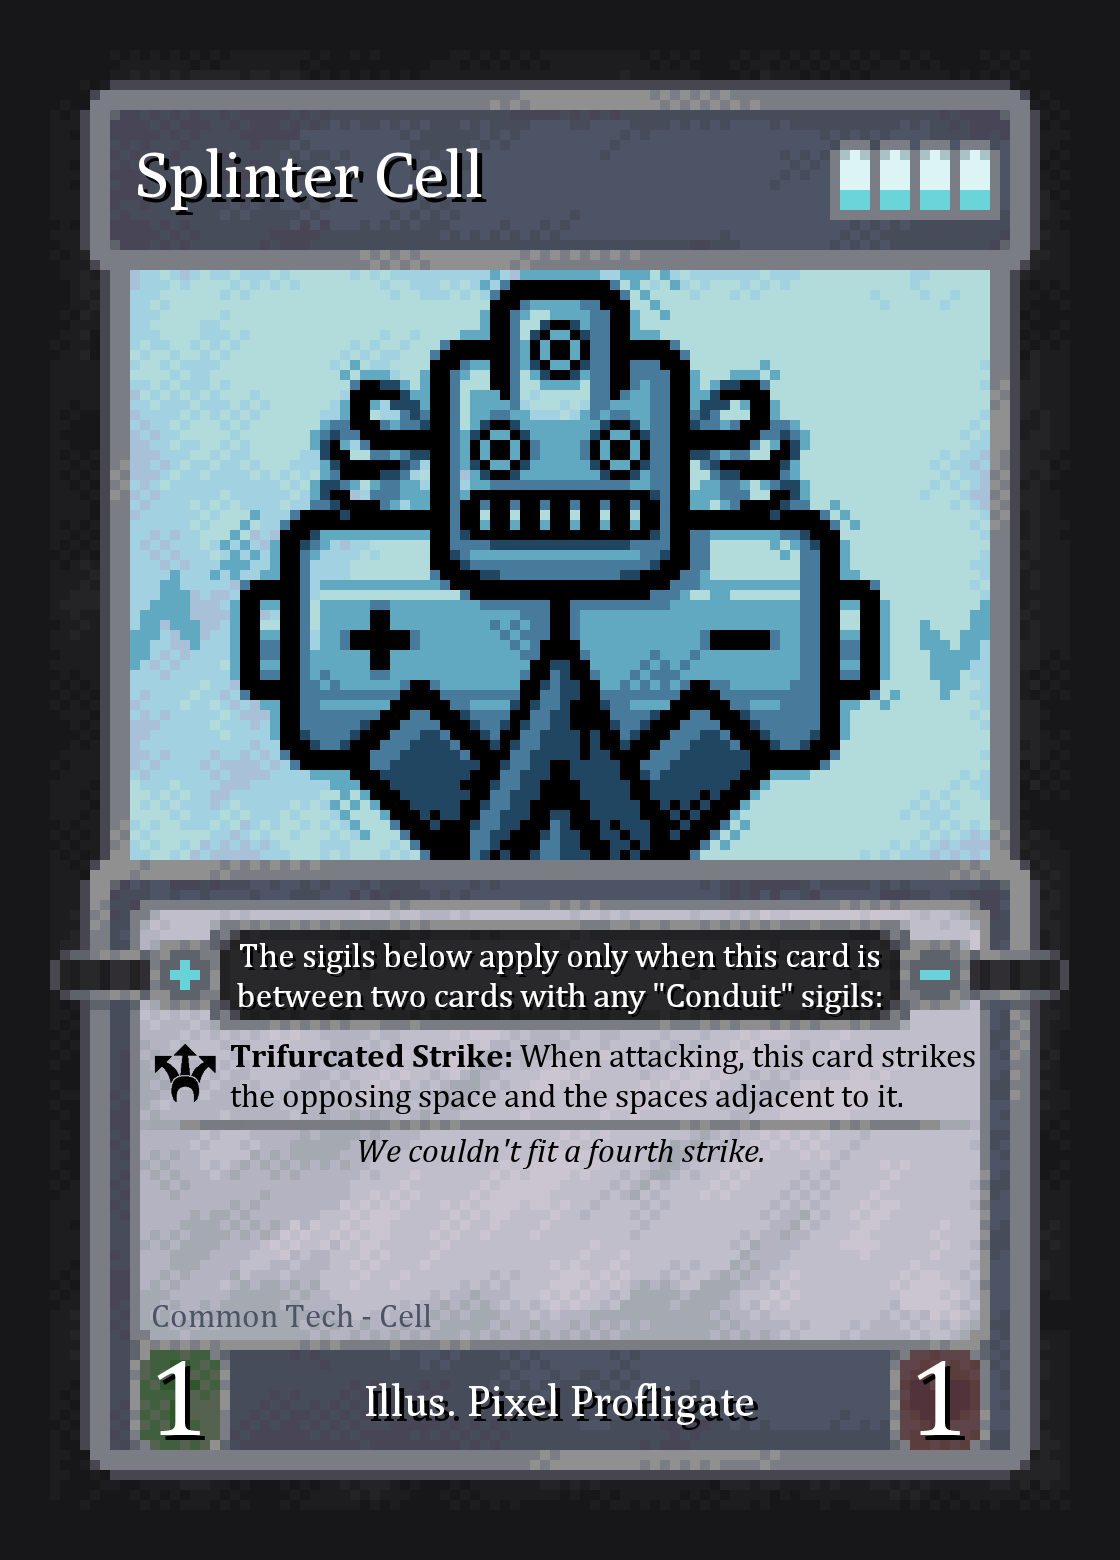 Splinter Cell
+ -
The sigils below apply only when this card is
between two cards with any "Conduit" sigils:
Trifurcated Strike: When attacking, this card strikes
the opposing space and the spaces adjacent to it.
We couldn't fit a fourth strike.
Common Tech - Cell
1 Illus. Pixel Profligate 1